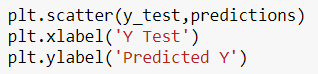 plt.scatter(y_test,predictions)
plt.xlabel('Y Test')
plt.ylabel('Predicted Y')